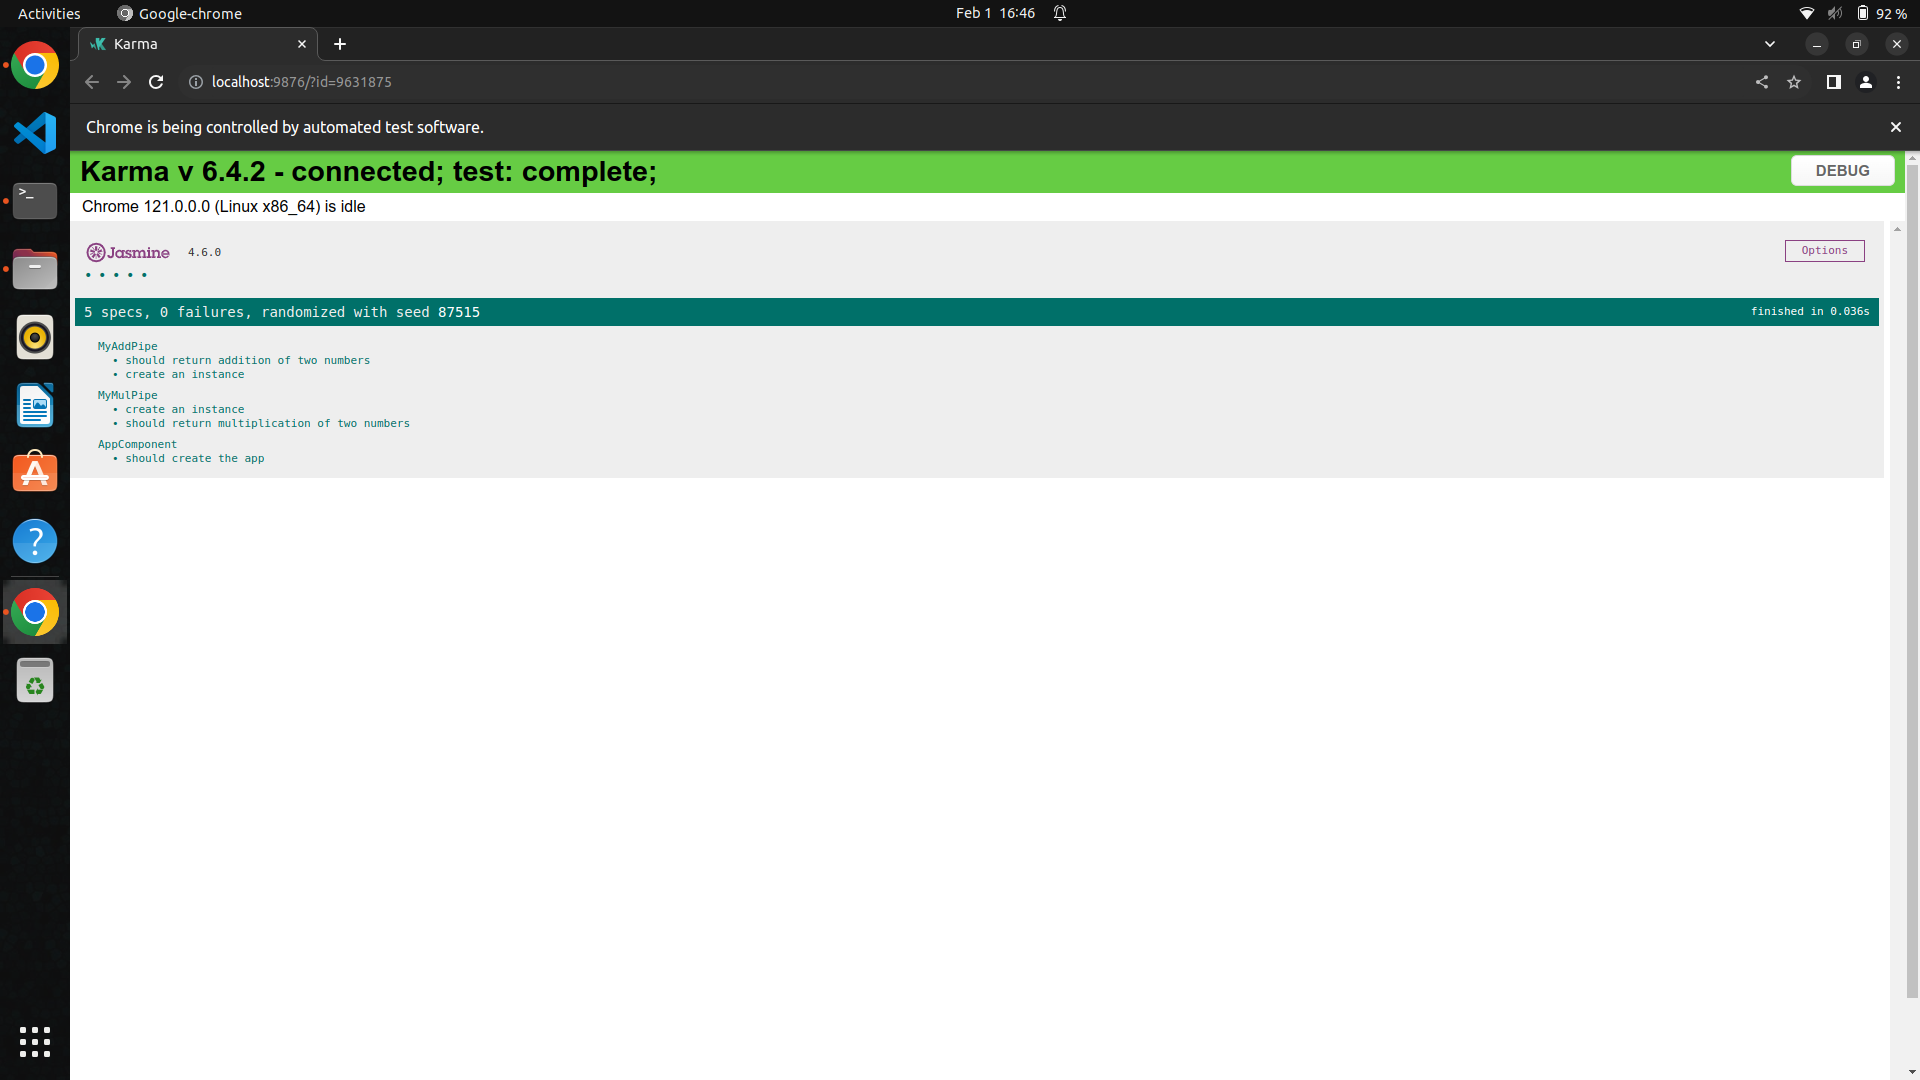 Activities
Google-chrome
Feb 1 16:46
92 %
Karma
localhost:9876/?id=9631875
Chrome is being controlled by automated test software.
Karma v 6.4.2 - connected; test: complete;
DEBUG
Chrome 121.0.0.0 (Linux x86_64) is idle
Jasmine
4.6.0
Options
• • • • •
5 specs, 0 failures, randomized with seed 87515
finished in 0.036s
MyAddPipe
• should return addition of two numbers
• create an instance
MyMulPipe
• create an instance
• should return multiplication of two numbers
AppComponent
• should create the app